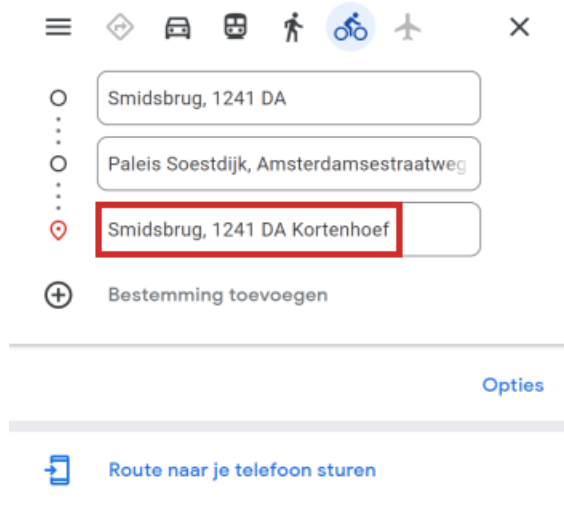 Smidsbrug, 1241 DA
Paleis Soestdijk, Amsterdamsestraatweg
Smidsbrug, 1241 DA Kortenhoef
Bestemming toevoegen
Opties
Route naar je telefoon sturen